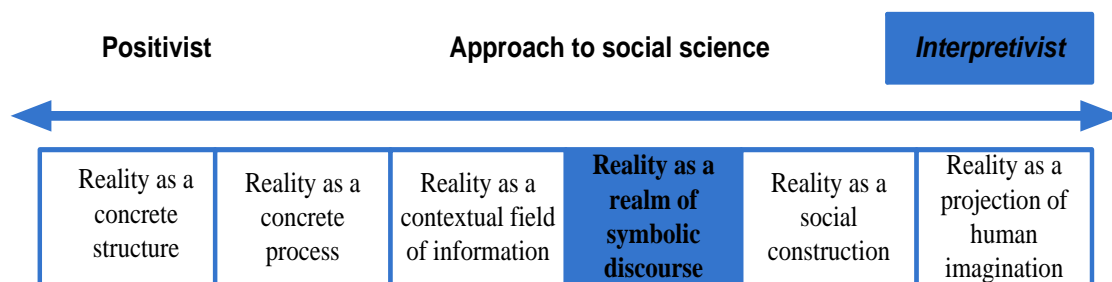 Positivist
Approach to social science
Interpretivist
Reality as a
concrete
structure
Reality as a
concrete
process
Reality as a
contextual field
of information
Reality as a
realm of
symbolic
discourse
Reality as a
social
construction
Reality as a
projection of
human
imagination